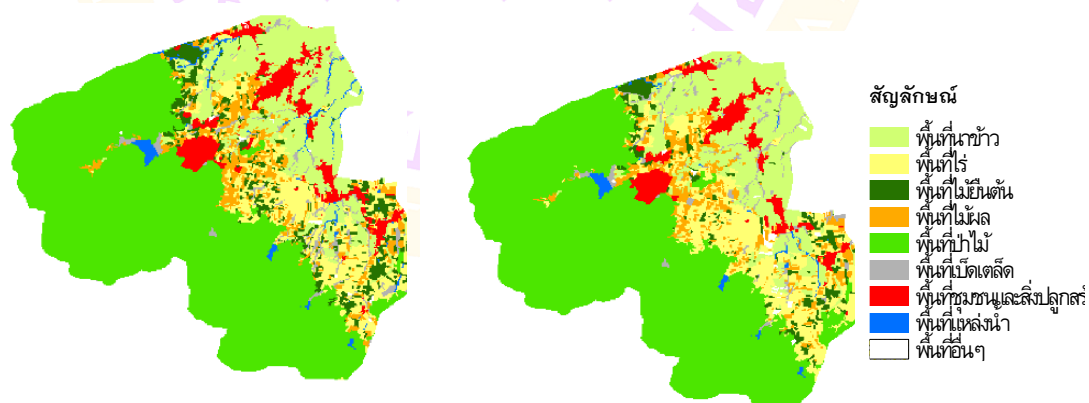 สัญลักษณ์
พื้นที่นาข้าว
พื้นที่ไร่
พื้นที่ไม้ยืนต้น
พื้นที่ไม้ผล
พื้นที่ป่าไม้
พื้นที่เบ็ดเตล็ด
พื้นที่ชุมชนและสิ่งปลูกสร้
พื้นที่แหล่งน้ำ
พื้นที่อื่นๆ